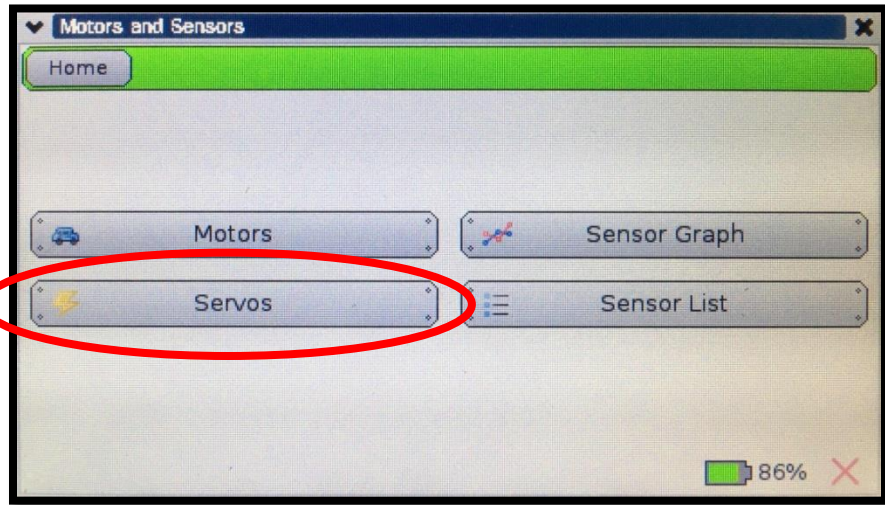 Motors and Sensors
Home
Motors
Sensor Graph
Servos
Sensor List
86%